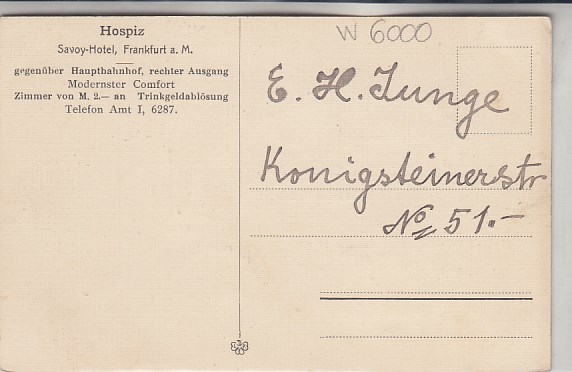 Hospiz
Savoy-Hotel, Frankfurt a. M.
gegenüber Hauptbahnhof, rechter Ausgang
Modernster Comfort
Zimmer von M. 2.— an Trinkgeldablösung
Telefon Amt I, 6287.
W 6000
E. H. Junge
Konigsteinerstr
No 51.-